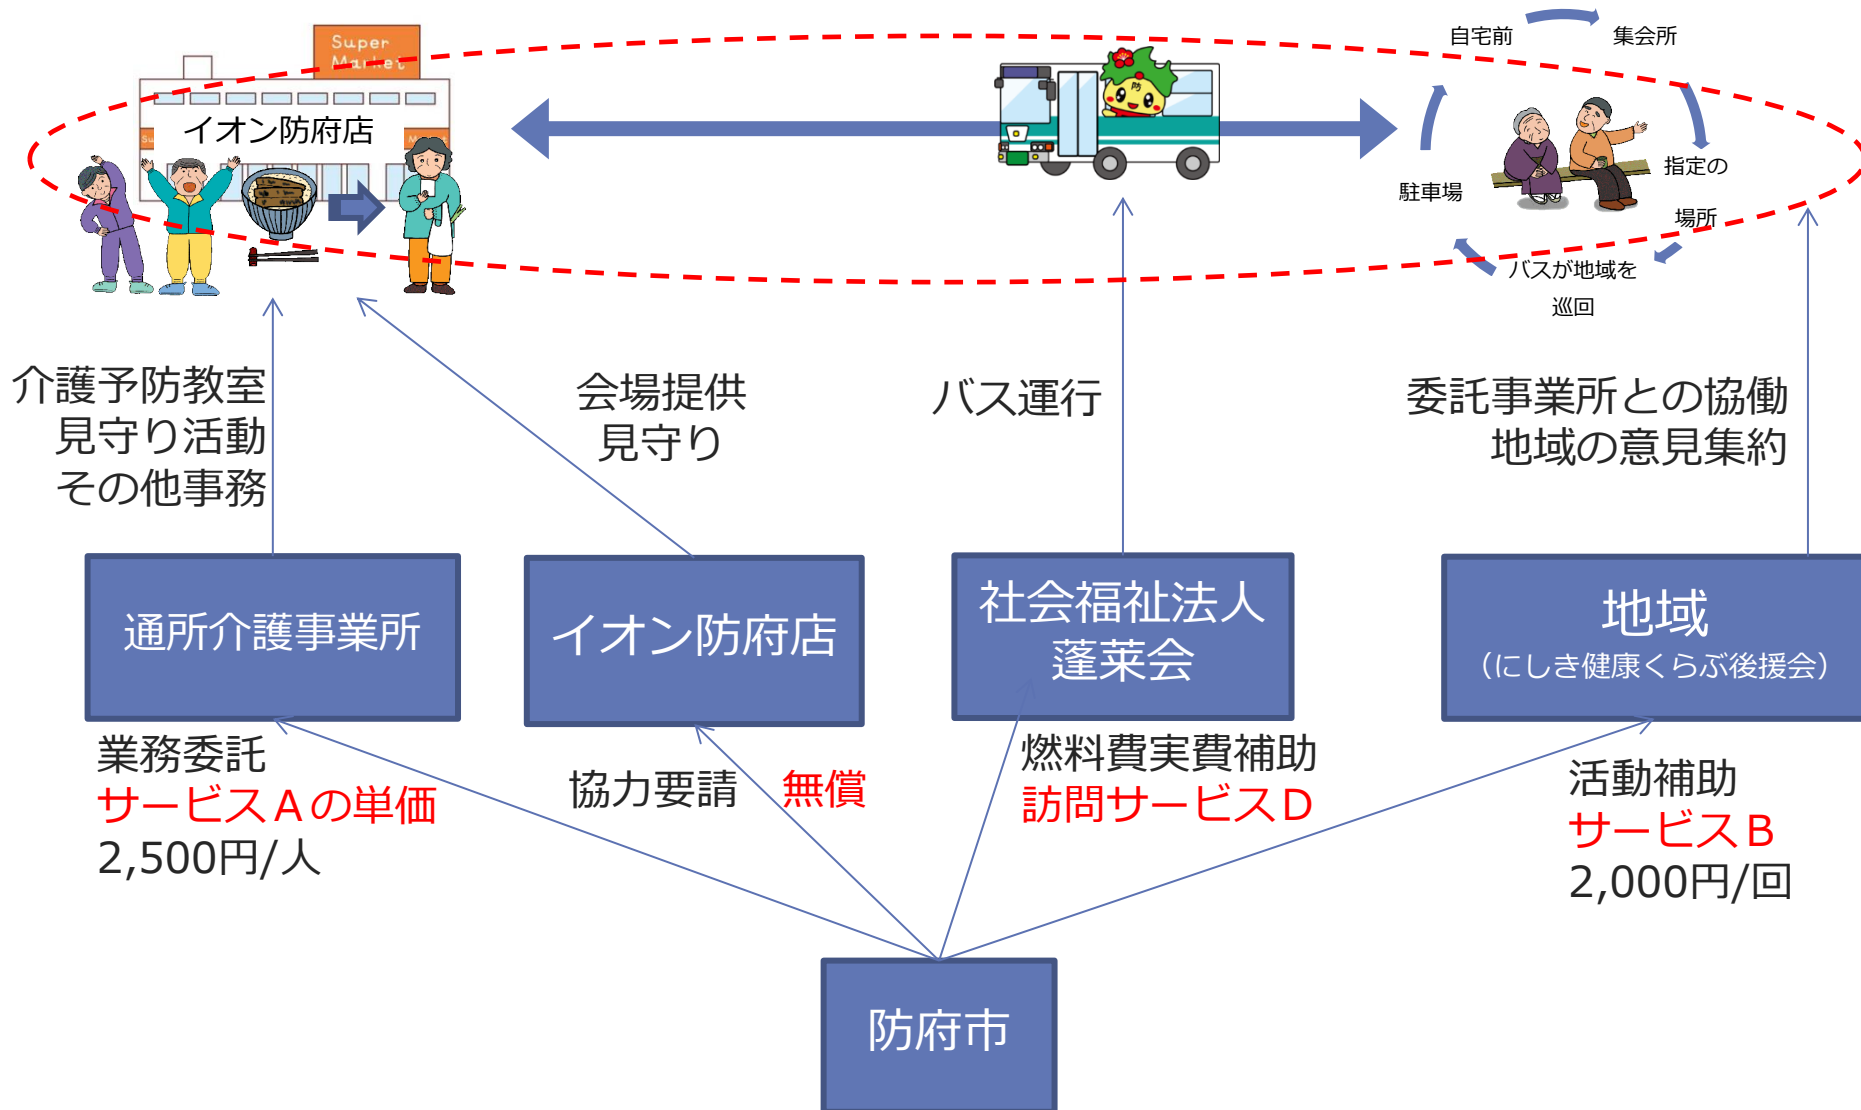 Super
Market
イオン防府店
Su
M
防
自宅前
集会所
指定の
場所
バスが地域を
巡回
駐車場
介護予防教室
見守り活動
その他事務
会場提供
見守り
バス運行
委託事業所との協働
地域の意見集約
通所介護事業所
イオン防府店
社会福祉法人
蓬莱会
地域
（にしき健康くらぶ後援会）
業務委託
サービスAの単価
2,500円/人
協力要請 無償
燃料費実費補助
訪問サービスD
活動補助
サービスB
2,000円/回
防府市